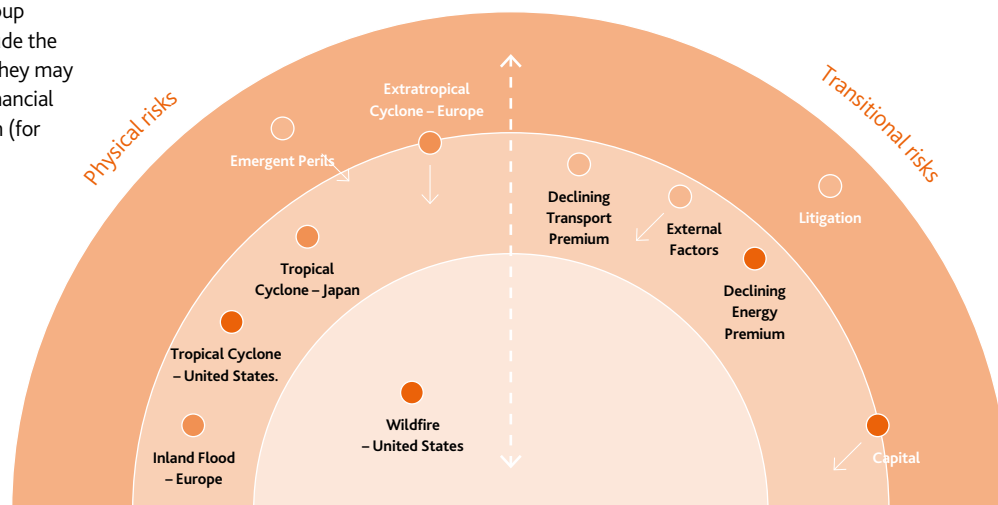 oup
de the
hey may
nancial
n (for
Physical risks
Transitional risks
Extratropical
Cyclone – Europe
Emergent Perils
Declining
Transport
Premium
External
Factors
Litigation
Tropical
Cyclone – Japan
Declining
Energy
Premium
Tropical Cyclone
– United States.
Wildfire
– United States
Inland Flood
– Europe
Capital